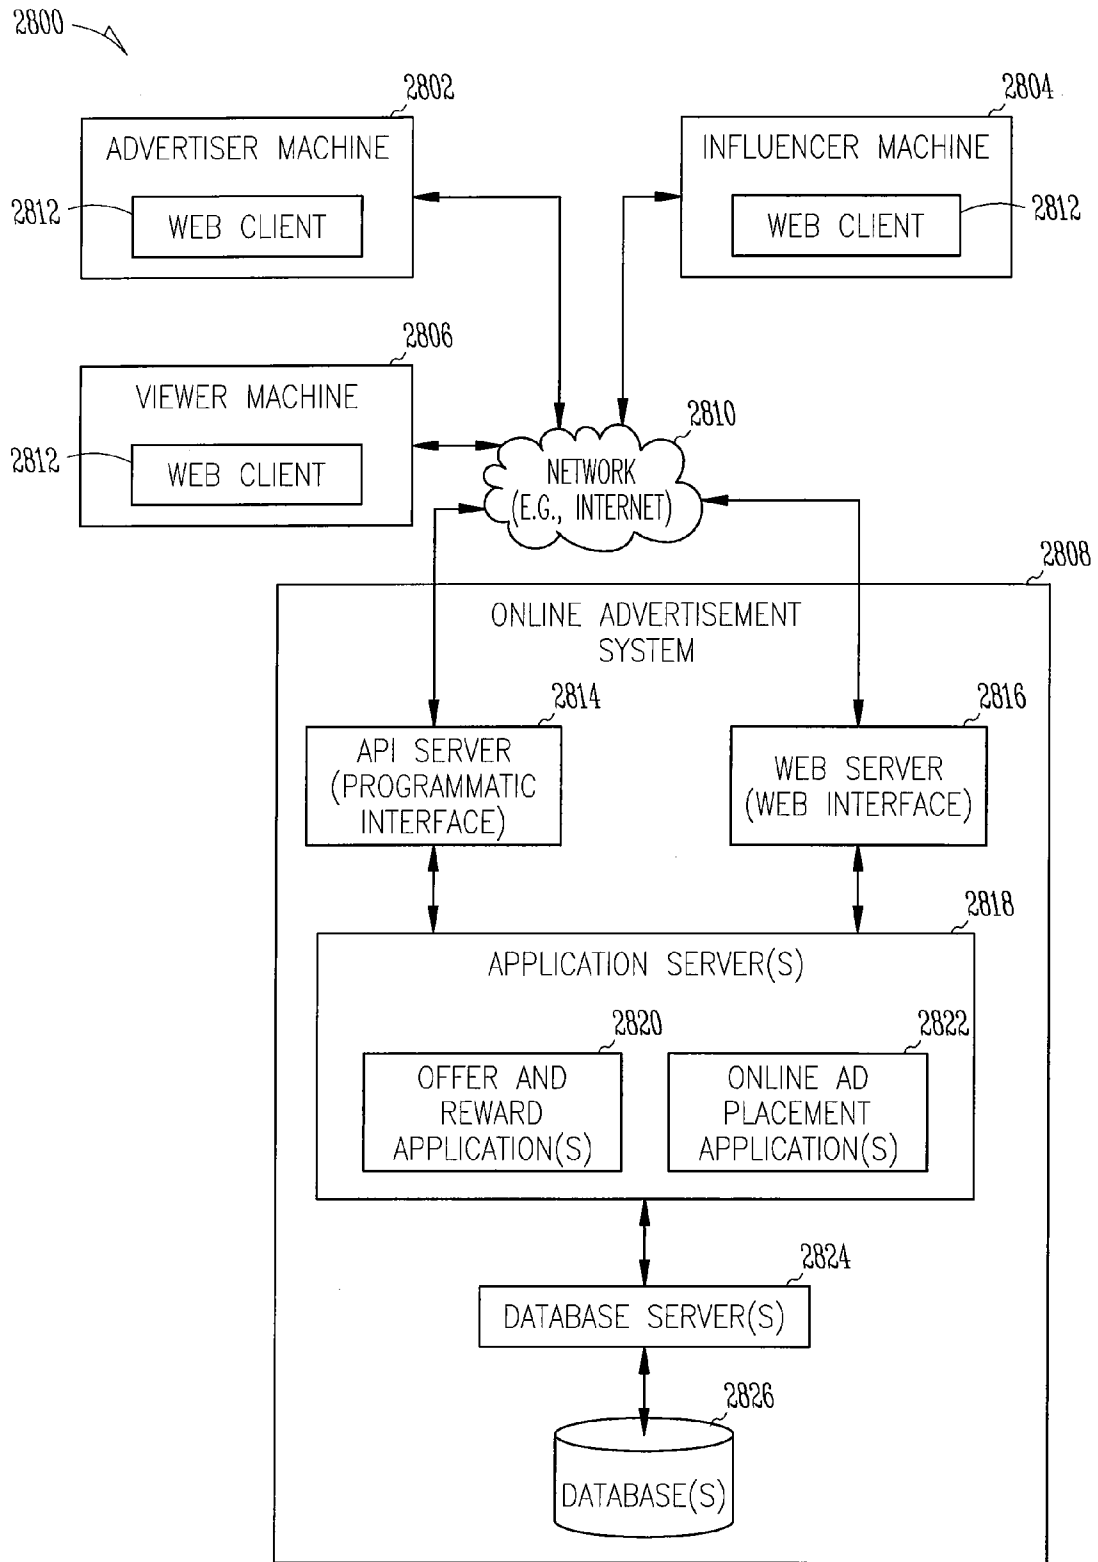 2800
2802
ADVERTISER MACHINE
2812
WEB CLIENT
2804
INFLUENCER MACHINE
WEB CLIENT
2812
2806
VIEWER MACHINE
2812
WEB CLIENT
2810
NETWORK
(E.G., INTERNET)
2808
ONLINE ADVERTISEMENT
SYSTEM
2814
API SERVER
(PROGRAMMATIC
INTERFACE)
2816
WEB SERVER
(WEB INTERFACE)
2818
APPLICATION SERVER(S)
2820
OFFER AND
REWARD
APPLICATION(S)
2822
ONLINE AD
PLACEMENT
APPLICATION(S)
2824
DATABASE SERVER(S)
2826
DATABASE(S)